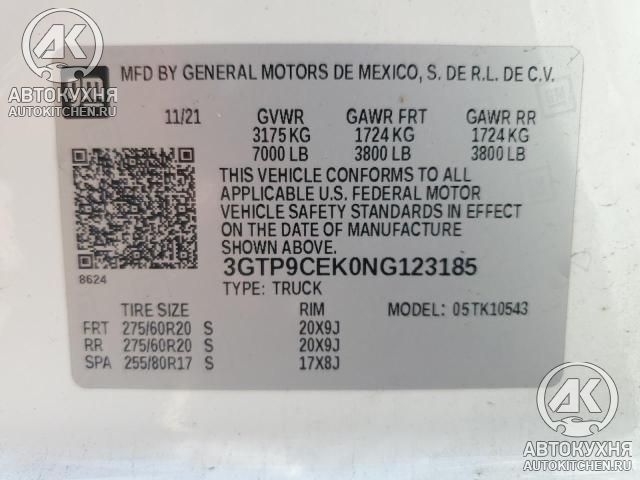 MFD BY GENERAL MOTORS DE MEXICO, S. DE R.L. DE C.V.
11/21 GVWR GAWR FRT GAWR RR
3175 KG 1724 KG 1724 KG
7000 LB 3800 LB 3800 LB
THIS VEHICLE CONFORMS TO ALL
APPLICABLE U.S. FEDERAL MOTOR
VEHICLE SAFETY STANDARDS IN EFFECT
ON THE DATE OF MANUFACTURE
SHOWN ABOVE.
8624
3GTP9CEK0NG123185
TYPE: TRUCK MODEL: 05TK10543
TIRE SIZE RIM
FRT 275/60R20 S 20X9J
RR 275/60R20 S 20X9J
SPA 255/80R17 S 17X8J
АВТОКУХНЯ
AUTOKITCHEN.RU
АВТОКУХНЯ
AUTOKITCHEN.RU